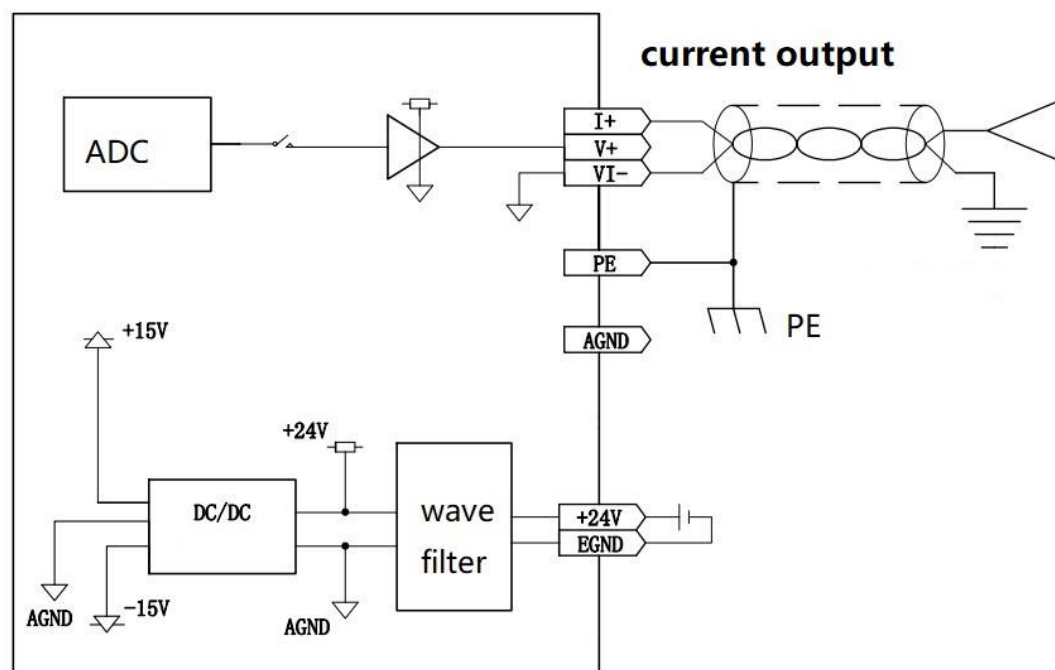 current output
ADC
I+
V+
VI-
PE
PE
AGND
+15V
+24V
DC/DC
wave
filter
+24V
EGND
AGND
-15V
AGND